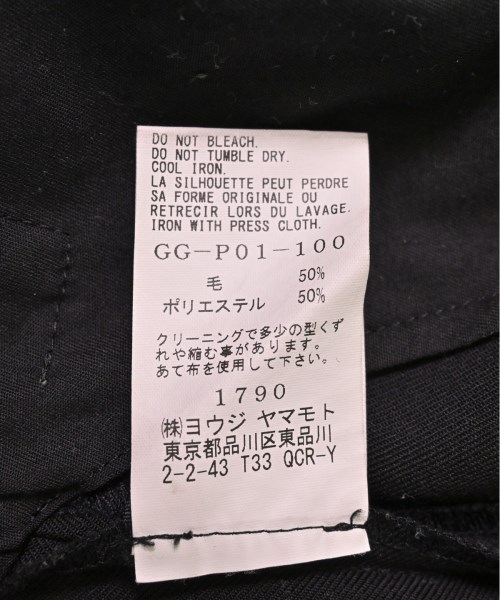 DO NOT BLEACH.
DO NOT TUMBLE DRY.
COOL IRON.
LA SILHOUETTE PEUT PERDRE
SA FORME ORIGINALE OU
RETRECIR LORS DU LAVAGE.
IRON WITH PRESS CLOTH.
GG-P01-100
毛 50%
ポリエステル 50%
クリーニングで多少の型くず
れや縮む事があります。
あて布を使用して下さい。
1790
㈱ヨウジ ヤマモト
東京都品川区東品川
2-2-43 T33 QCR-Y